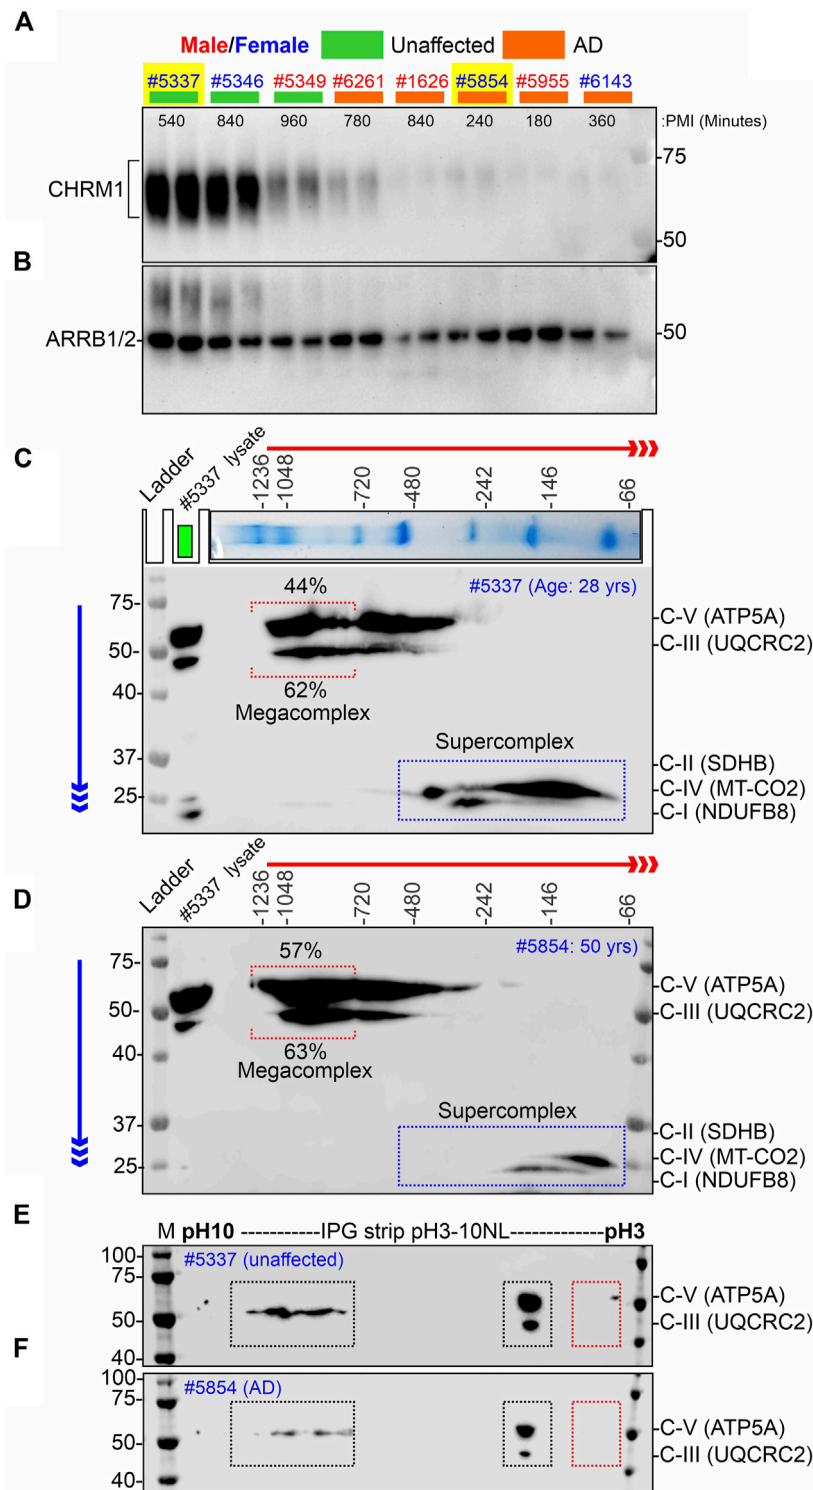 A
Male/Female Unaffected AD
#5337 #5346 #5349 #6261 #1626 #5854 #5955 #6143
540 840 960 780 840 240 180 360 :PMI (Minutes)
-75
CHRM1
-50
B
-50
ARRB1/2-
C
Ladder #5337 lysate -1236 -1048 -720 -480 -242 -146 -66
44% #5337 (Age: 28 yrs)
75- -C-V (ATP5A)
50- -C-III (UQCRC2)
40- 62%
Megacomplex
Supercomplex
37- -C-II (SDHB)
25- -C-IV (MT-CO2)
-C-I (NDUFB8)
D
Ladder #5337 lysate -1236 -1048 -720 -480 -242 -146 -66
57% #5854: 50 yrs)
75- -C-V (ATP5A)
50- -C-III (UQCRC2)
40- 63%
Megacomplex
Supercomplex
37- -C-II (SDHB)
25- -C-IV (MT-CO2)
-C-I (NDUFB8)
E
M pH10 -----------IPG strip pH3-10NL-------------pH3
100- #5337 (unaffected)
75- -C-V (ATP5A)
50- -C-III (UQCRC2)
40-
F
100- #5854 (AD)
75- -C-V (ATP5A)
50- -C-III (UQCRC2)
40-